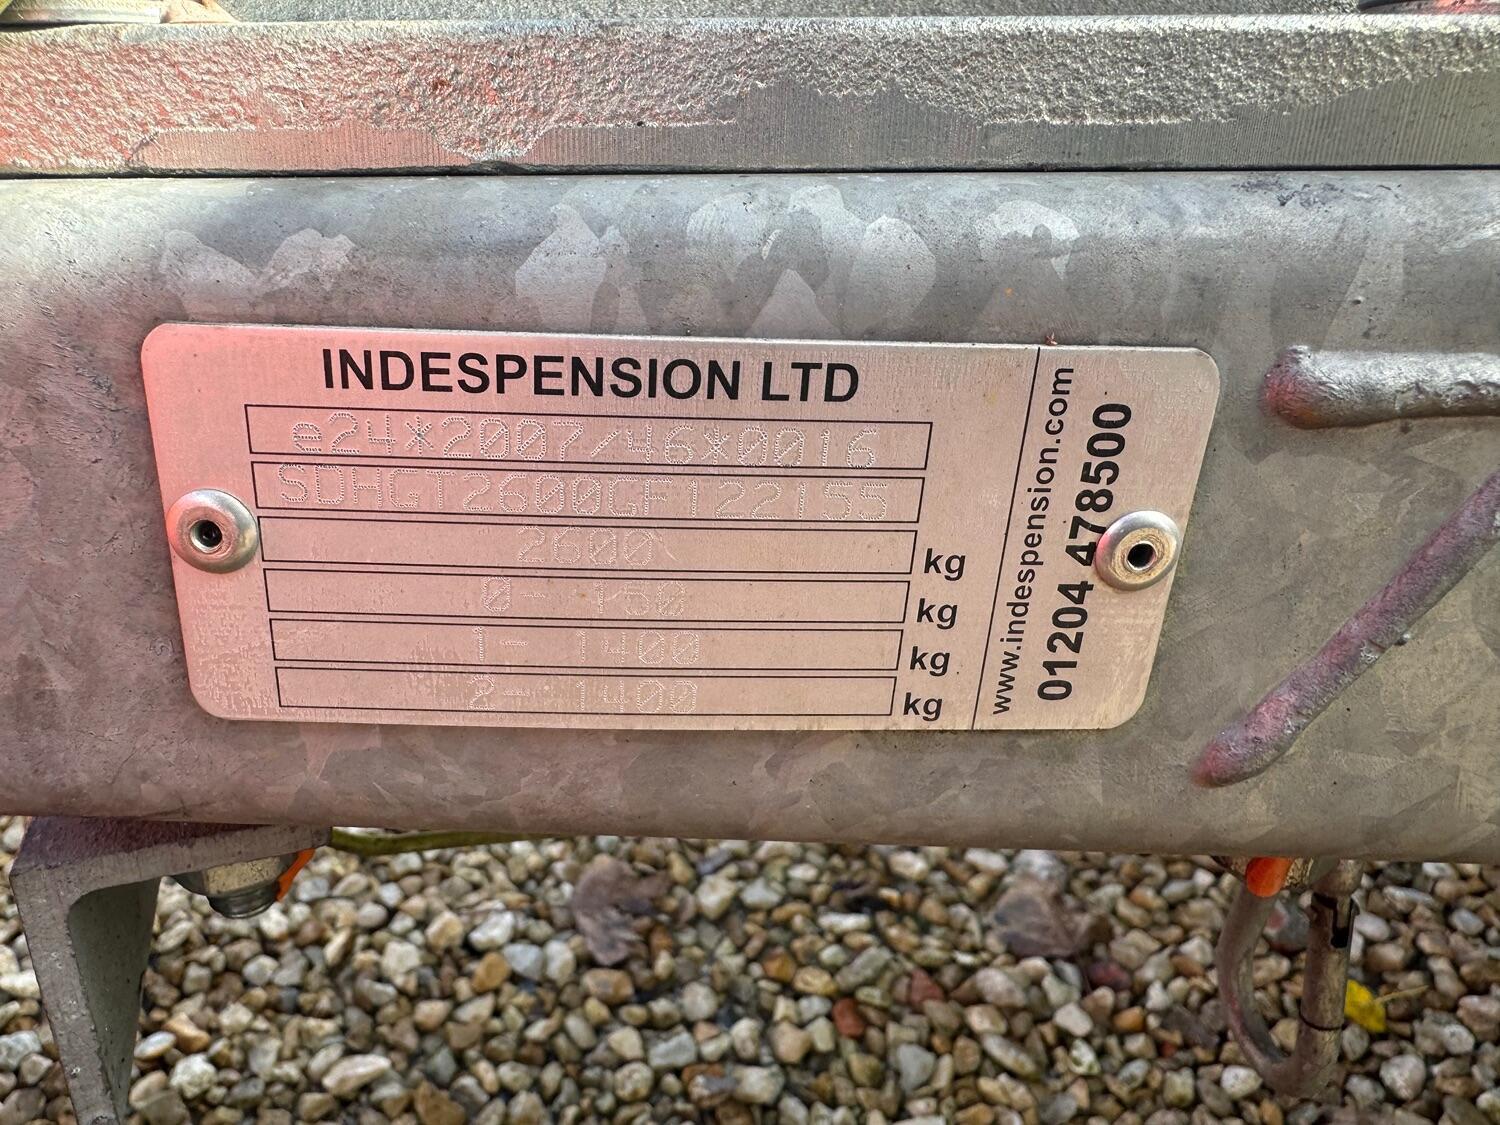 INDESPENSION LTD
e24*2007/46*0016
SDHGT2600GF122155
2600 kg
0- 150 kg
1- 1400 kg
2- 1400 kg
www.indespension.com
01204 478500